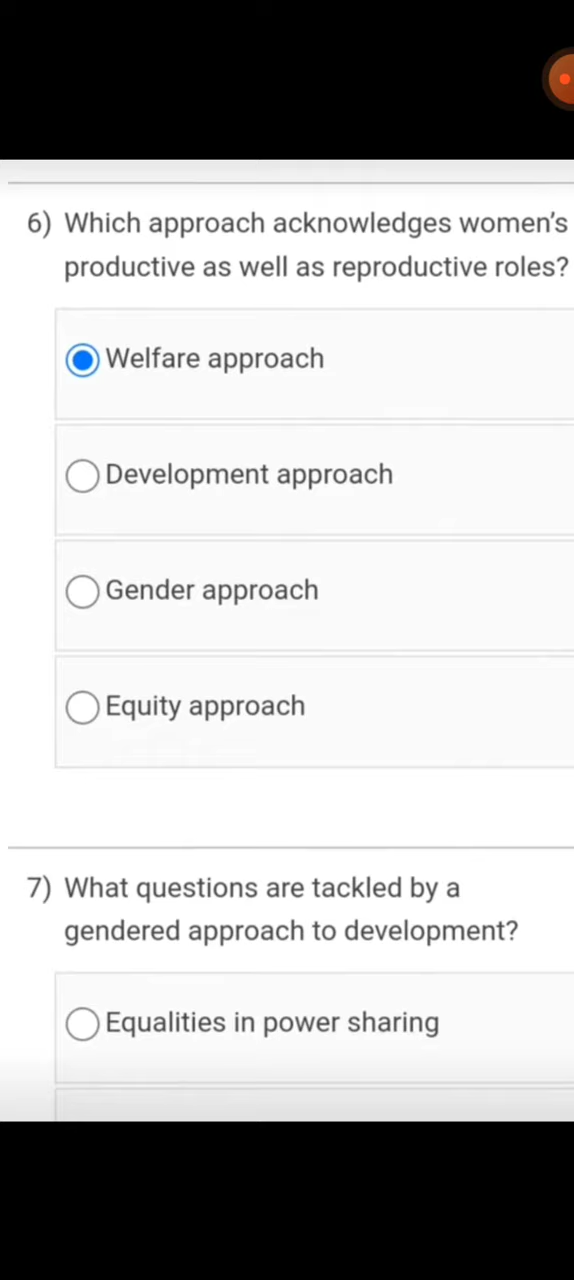 6) Which approach acknowledges women's
productive as well as reproductive roles?
Welfare approach
Development approach
Gender approach
Equity approach
7) What questions are tackled by a
gendered approach to development?
Equalities in power sharing